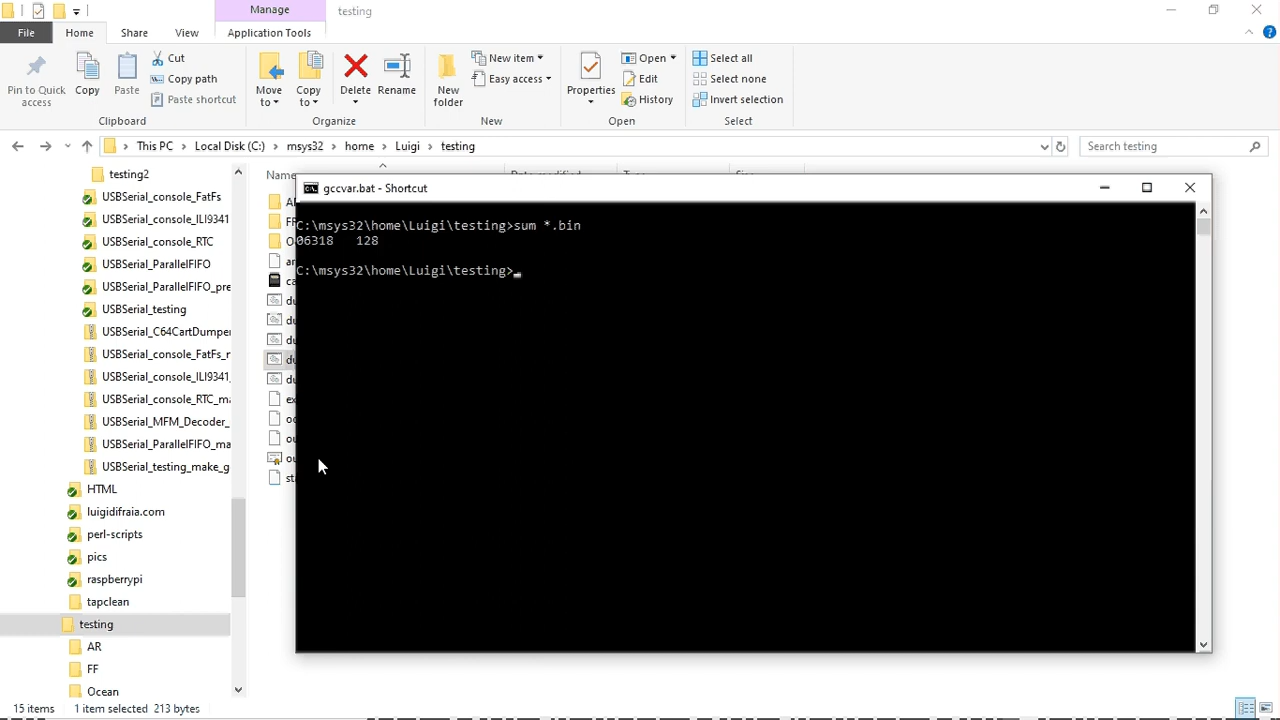 Manage
testing
File
Home
Share
View
Application Tools
Pin to Quick access
Copy
Paste
Cut
Copy path
Paste shortcut
Clipboard
Move to
Copy to
Delete
Rename
Organize
New folder
New item
Easy access
New
Properties
Open
Edit
History
Open
Select all
Select none
Invert selection
Select
This PC
Local Disk (C:)
msys32
home
Luigi
testing
Search testing
testing2
USBSerial_console_FatFs
USBSerial_console_ILI9341
USBSerial_console_RTC
USBSerial_ParallelFIFO
USBSerial_ParallelFIFO_pre
USBSerial_testing
USBSerial_C64CartDumper
USBSerial_console_FatFs_r
USBSerial_console_ILI9341_
USBSerial_console_RTC_ma
USBSerial_MFM_Decoder_
USBSerial_ParallelFIFO_ma
USBSerial_testing_make_g
HTML
luigidifraia.com
perl-scripts
pics
raspberrypi
tapclean
testing
AR
FF
Ocean
Name
gccvar.bat - Shortcut
C:\msys32\home\Luigi\testing>sum *.bin
06318   128
C:\msys32\home\Luigi\testing>_
15 items
1 item selected 213 bytes